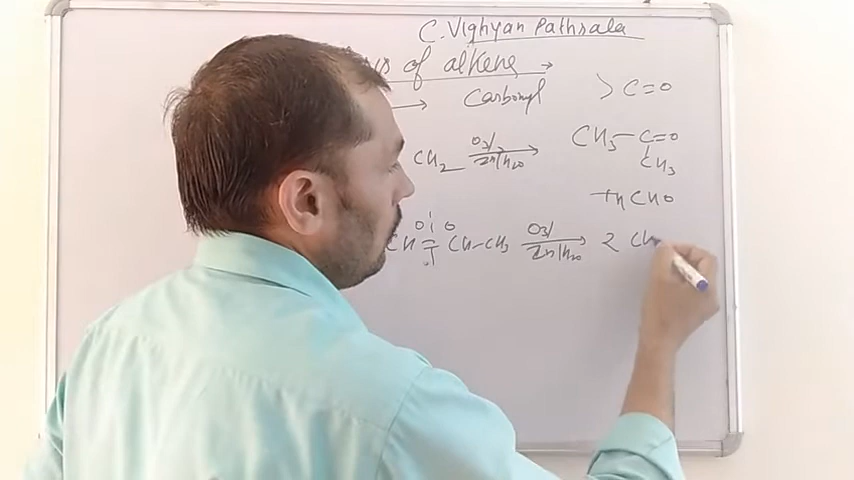 C. Vighyan Pathsala
of alkene →
→ Carbonyl >C=O
CH2 O3/Zn/H2O → CH3-C=O
CH3
+HCHO
O O
CH=CH-CH3 O3/Zn/H2O → 2 CH